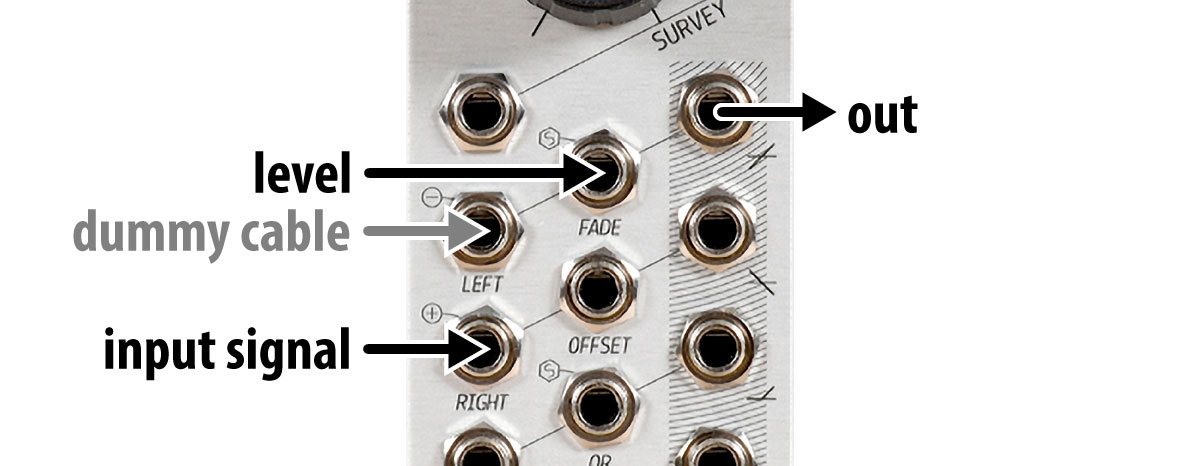 SURVEY
out
level
S
FADE
dummy cable
LEFT
OFFSET
input signal
S
RIGHT
OR